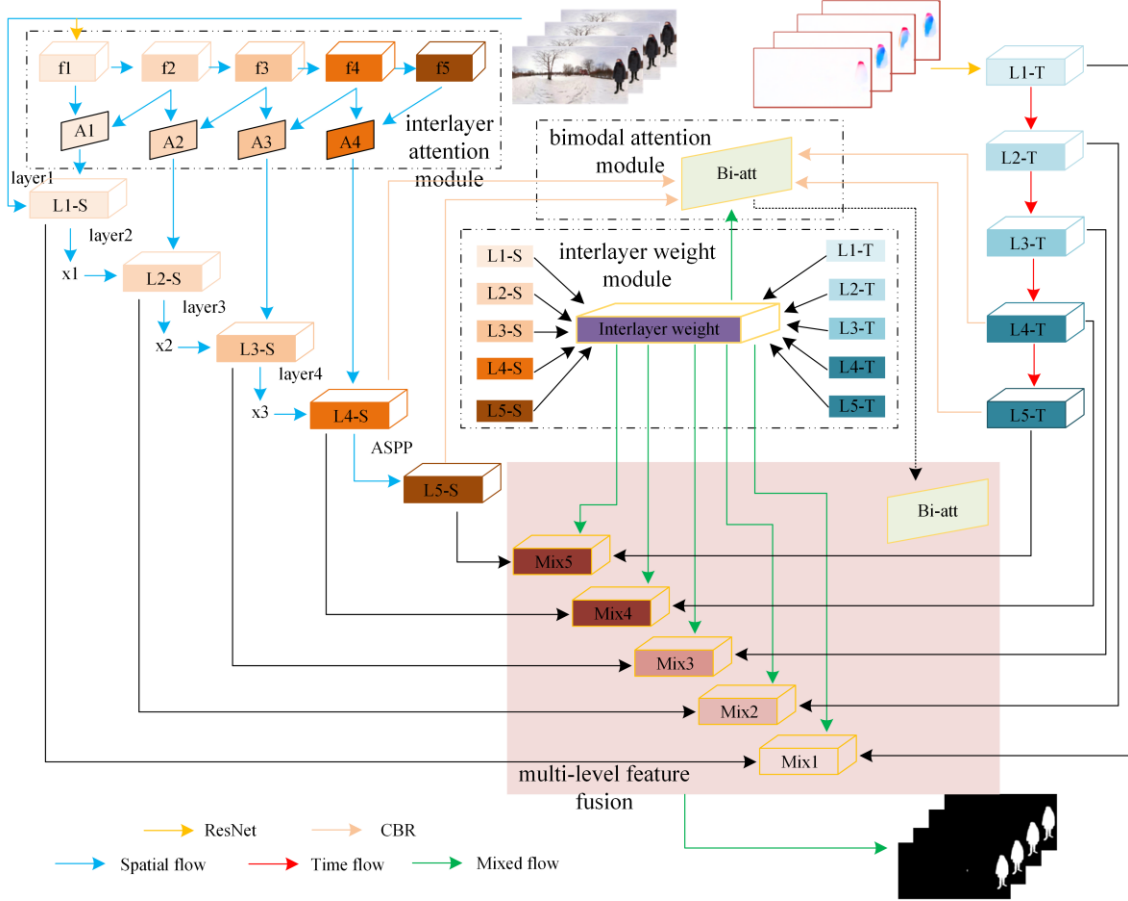 f1
f2
f3
f4
f5
L1-T
A1
A2
A3
A4
interlayer
attention
module
bimodal attention
module
Bi-att
L2-T
layer1
L1-S
layer2
x1
L2-S
layer3
x2
L3-S
layer4
x3
L4-S
ASPP
L5-S
interlayer weight
module
L1-S
L2-S
L3-S
L4-S
L5-S
Interlayer weight
L1-T
L2-T
L3-T
L4-T
L5-T
L3-T
L4-T
L5-T
Bi-att
Mix5
Mix4
Mix3
Mix2
Mix1
multi-level feature
fusion
ResNet
CBR
Spatial flow
Time flow
Mixed flow